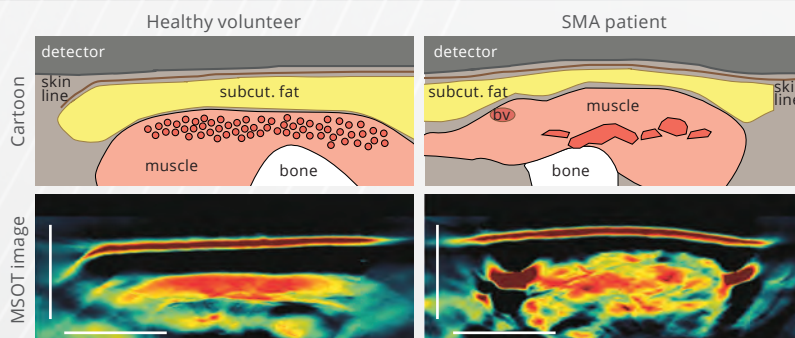 Healthy volunteer
SMA patient
Cartoon
detector
skin
line
subcut. fat
muscle
bone
detector
subcut. fat
skin
line
bv
muscle
bone
MSOT image